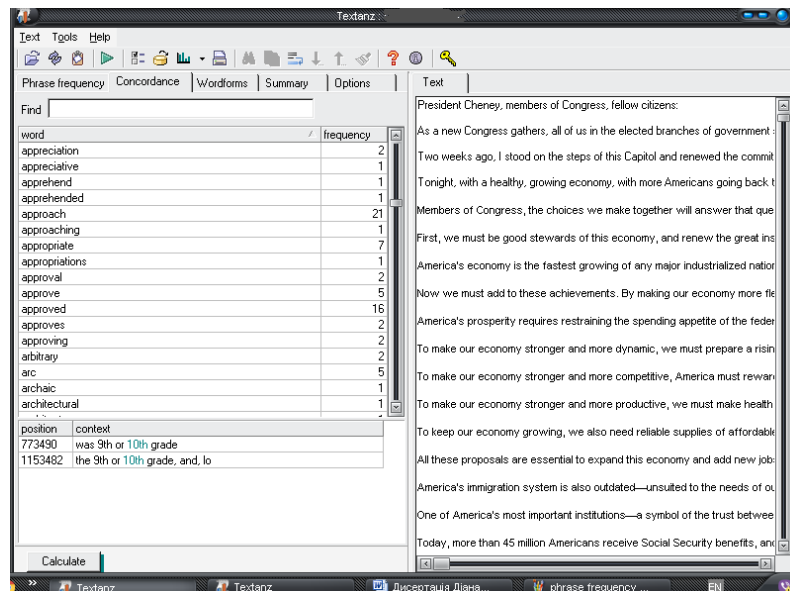 Textanz :
Text Tools Help
Phrase frequency Concordance Wordforms Summary Options
Find
word frequency
appreciation 2
appreciative 1
apprehend 1
apprehended 1
approach 21
approaching 1
appropriate 7
appropriations 1
approval 2
approve 5
approved 16
approves 2
approving 2
arbitrary 2
arc 5
archaic 1
architectural 1
position context
773490 was 9th or 10th grade
1153482 the 9th or 10th grade, and, lo
Calculate
Text
President Cheney, members of Congress, fellow citizens:
As a new Congress gathers, all of us in the elected branches of government
Two weeks ago, I stood on the steps of this Capitol and renewed the commit
Tonight, with a healthy, growing economy, with more Americans going back t
Members of Congress, the choices we make together will answer that que
First, we must be good stewards of this economy, and renew the great ins
America's economy is the fastest growing of any major industrialized nation
Now we must add to these achievements. By making our economy more fle
America's prosperity requires restraining the spending appetite of the feder
To make our economy stronger and more dynamic, we must prepare a risin
To make our economy stronger and more competitive, America must rewar
To make our economy stronger and more productive, we must make health
To keep our economy growing, we also need reliable supplies of affordable
All these proposals are essential to expand this economy and add new job
America's immigration system is also outdated—unsuited to the needs of ou
One of America's most important institutions—a symbol of the trust betwee
Today, more than 45 million Americans receive Social Security benefits, and
Textanz Textanz Дисертація Діана... phrase frequency ... EN